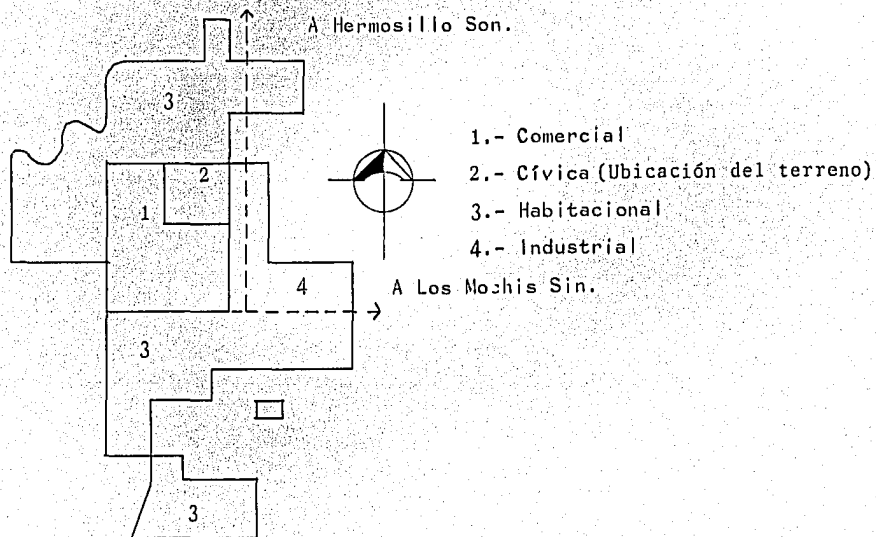 A Hermosillo Son.
3
1.- Comercial
2
2.- Cívica (Ubicación del terreno)
1
3.- Habitacional
4.- Industrial
4
A Los Mochis Sin.
3
3